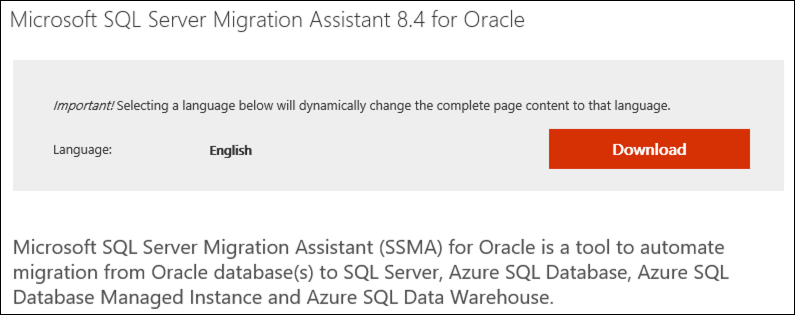 Microsoft SQL Server Migration Assistant 8.4 for Oracle
Important! Selecting a language below will dynamically change the complete page content to that language.
Language: English Download
Microsoft SQL Server Migration Assistant (SSMA) for Oracle is a tool to automate
migration from Oracle database(s) to SQL Server, Azure SQL Database, Azure SQL
Database Managed Instance and Azure SQL Data Warehouse.